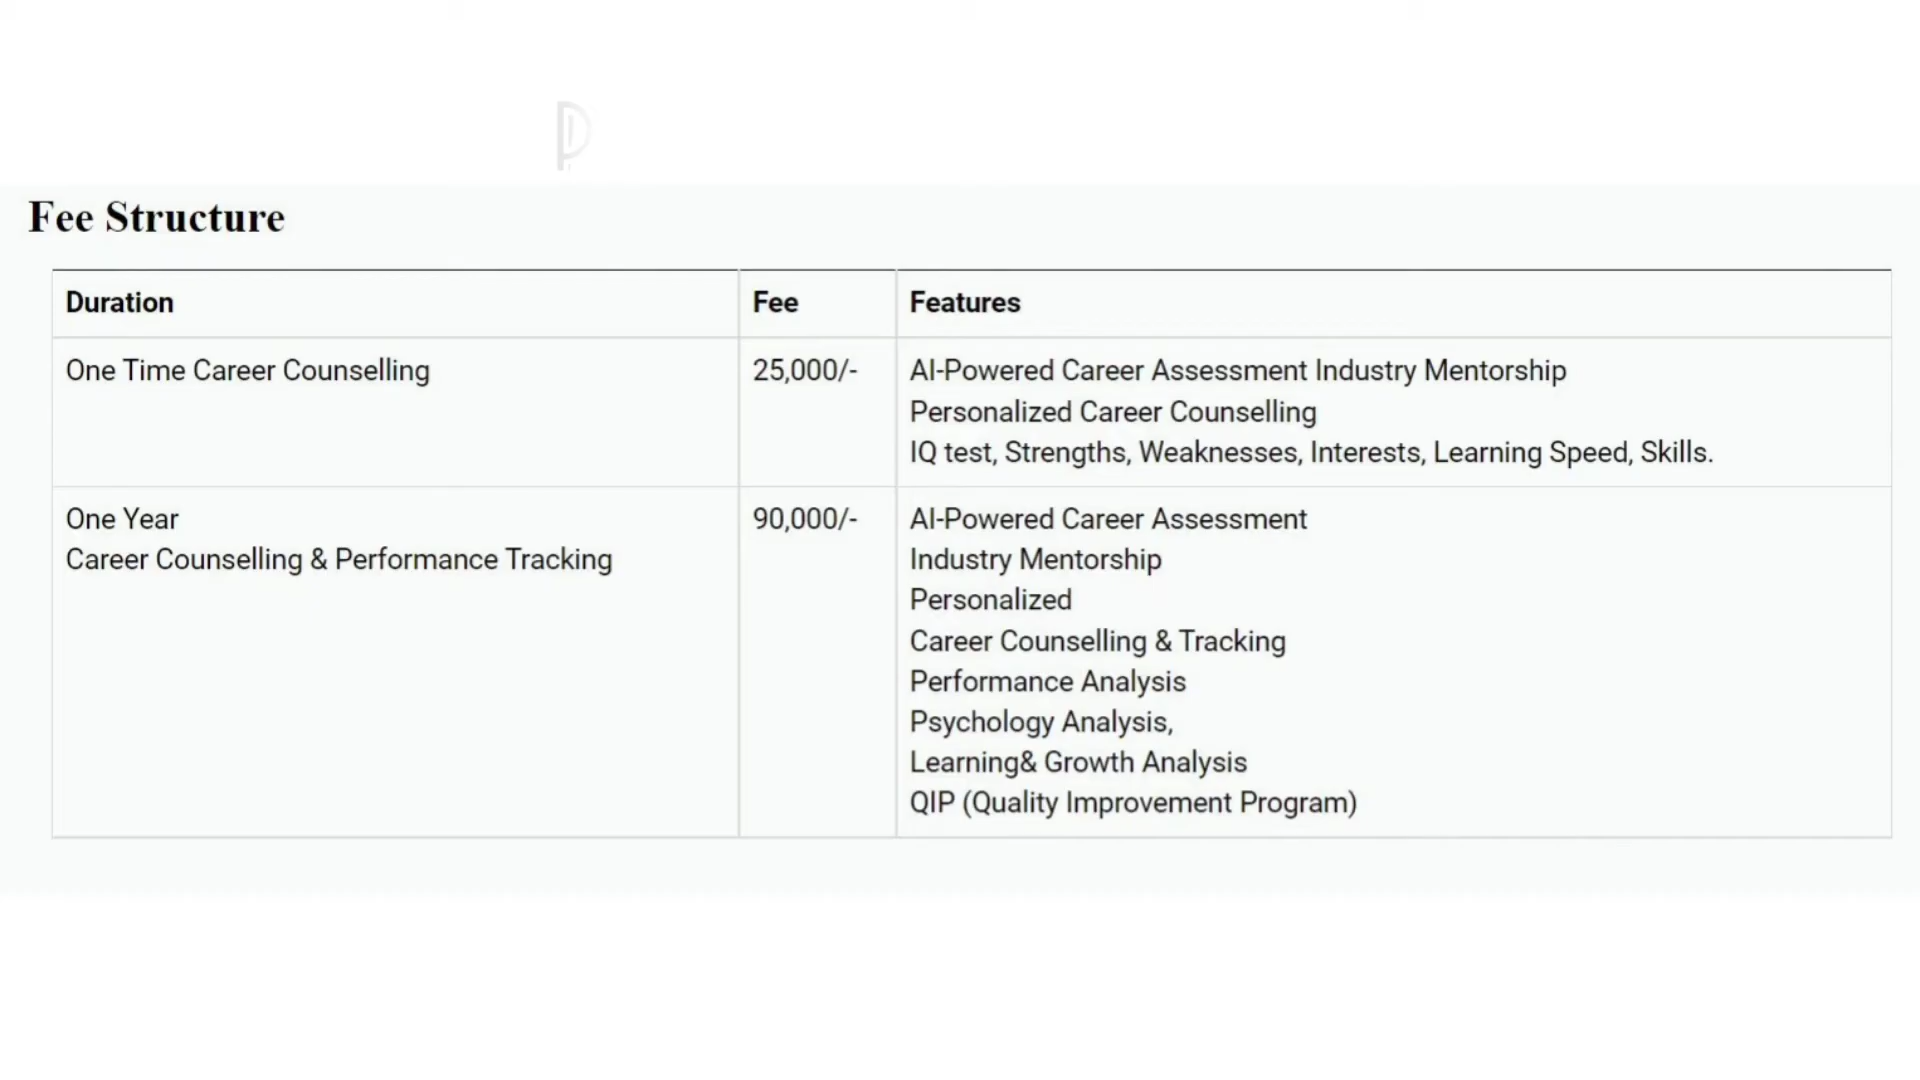 Fee Structure
Duration
Fee
Features
One Time Career Counselling
25,000/-
AI-Powered Career Assessment Industry Mentorship
Personalized Career Counselling
IQ test, Strengths, Weaknesses, Interests, Learning Speed, Skills.
One Year
Career Counselling & Performance Tracking
90,000/-
AI-Powered Career Assessment
Industry Mentorship
Personalized
Career Counselling & Tracking
Performance Analysis
Psychology Analysis,
Learning& Growth Analysis
QIP (Quality Improvement Program)